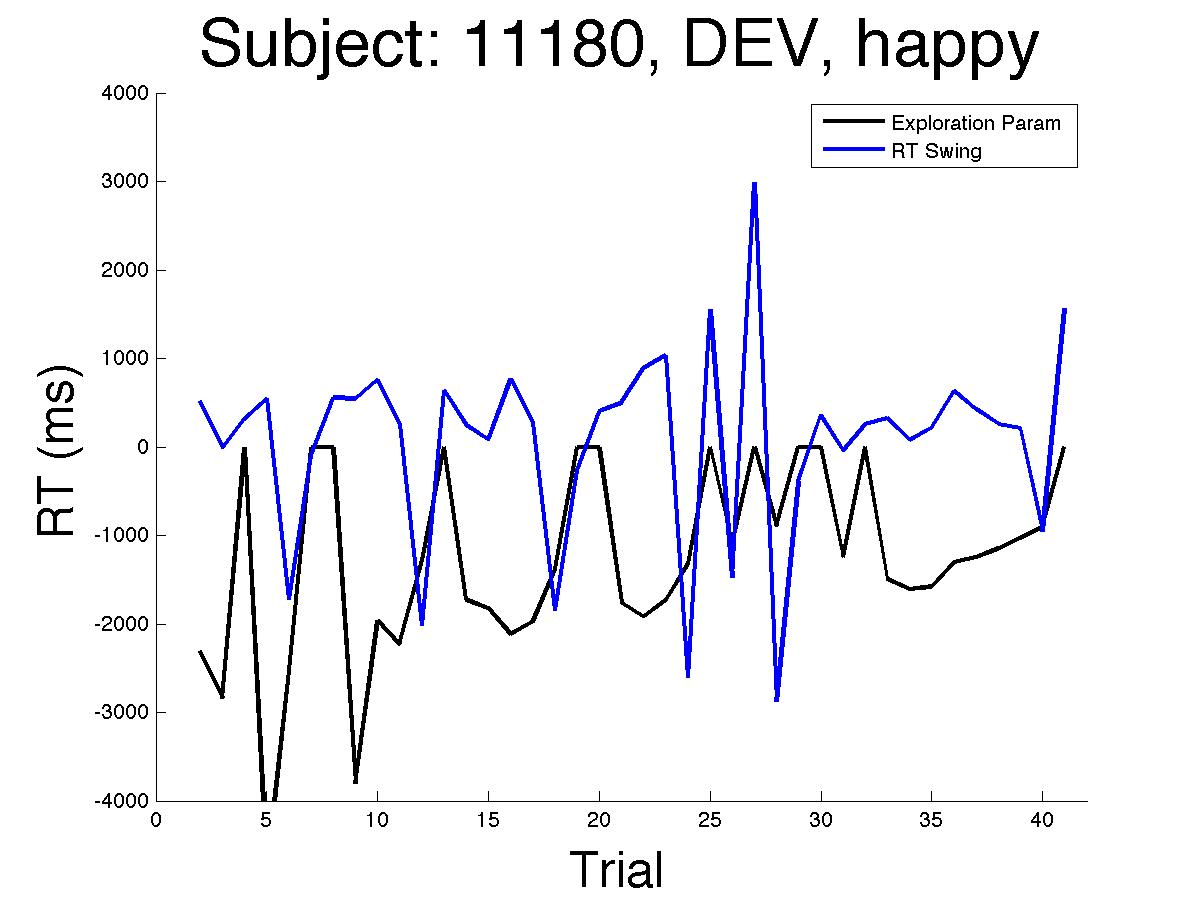 Subject: 11180, DEV, happy
4000
3000
2000
1000
0
-1000
-2000
-3000
-4000
RT (ms)
Exploration Param
RT Swing
0 5 10 15 20 25 30 35 40
Trial